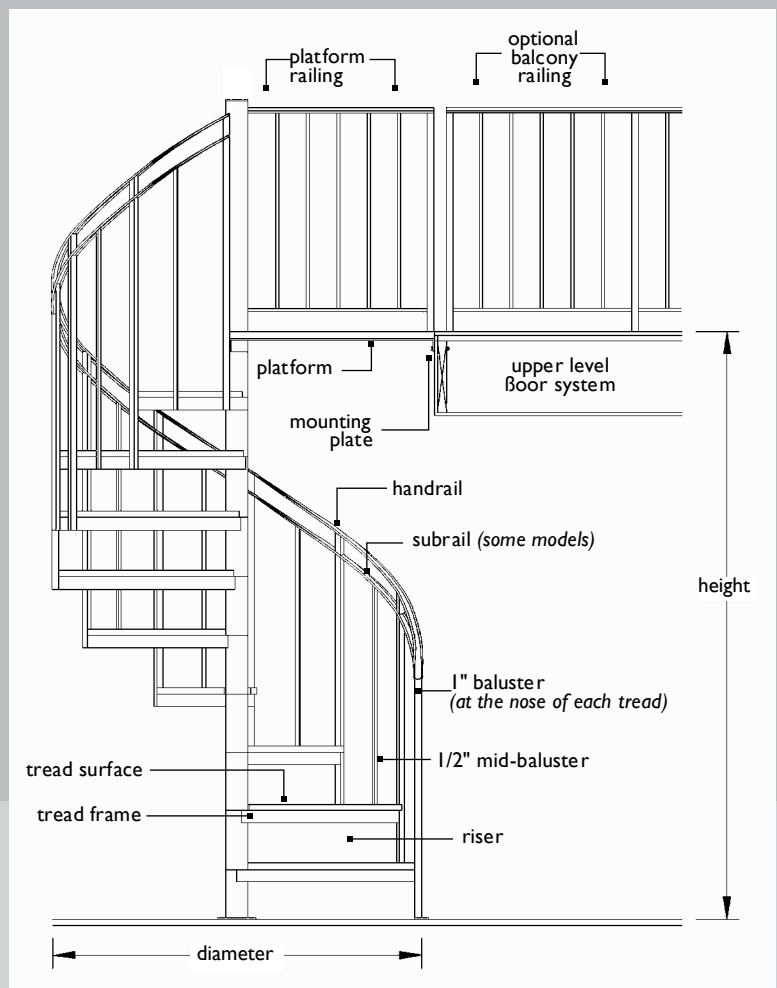 platform
railing
optional
balcony
railing
platform
upper level
ßoor system
mounting
plate
handrail
subrail (some models)
height
1" baluster
(at the nose of each tread)
1/2" mid-baluster
tread surface
tread frame
riser
diameter